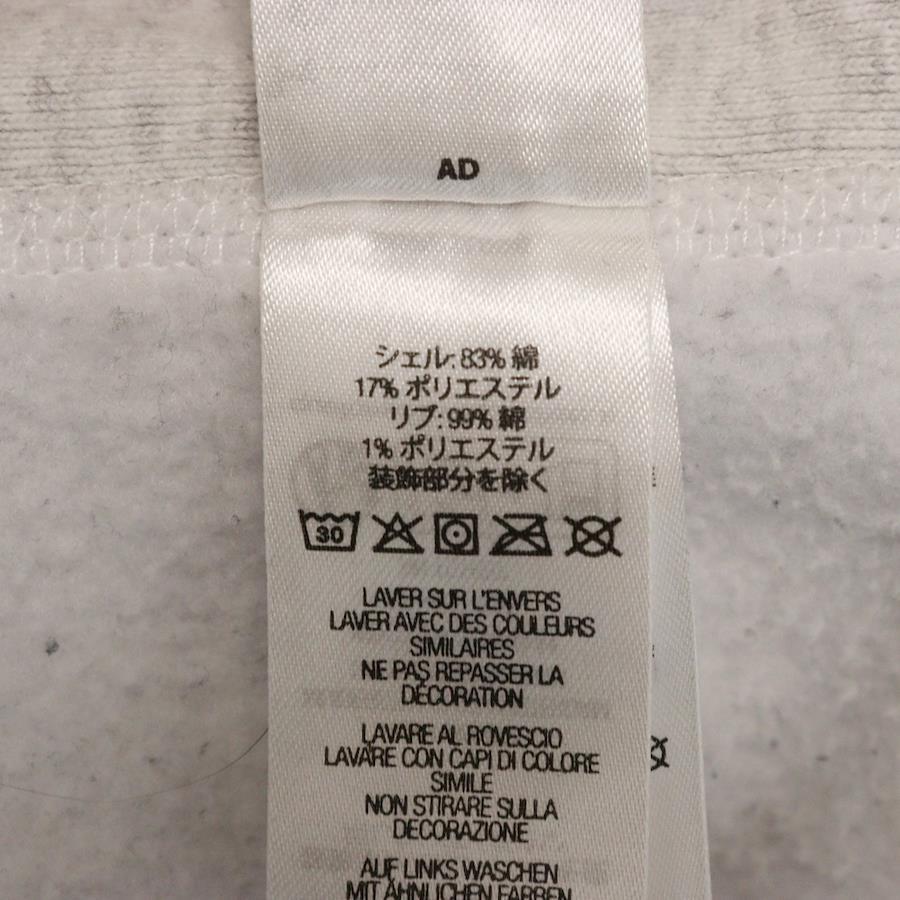 AD
シェル: 83% 綿
17% ポリエステル
リブ: 99% 綿
1% ポリエステル
装飾部分を除く
30
LAVER SUR L'ENVERS
LAVER AVEC DES COULEURS
SIMILAIRES
NE PAS REPASSER LA
DÉCORATION
LAVARE AL ROVESCIO
LAVARE CON CAPI DI COLORE
SIMILE
NON STIRARE SULLA
DECORAZIONE
AUF LINKS WASCHEN
MIT ÄHNLICHEN FARBEN